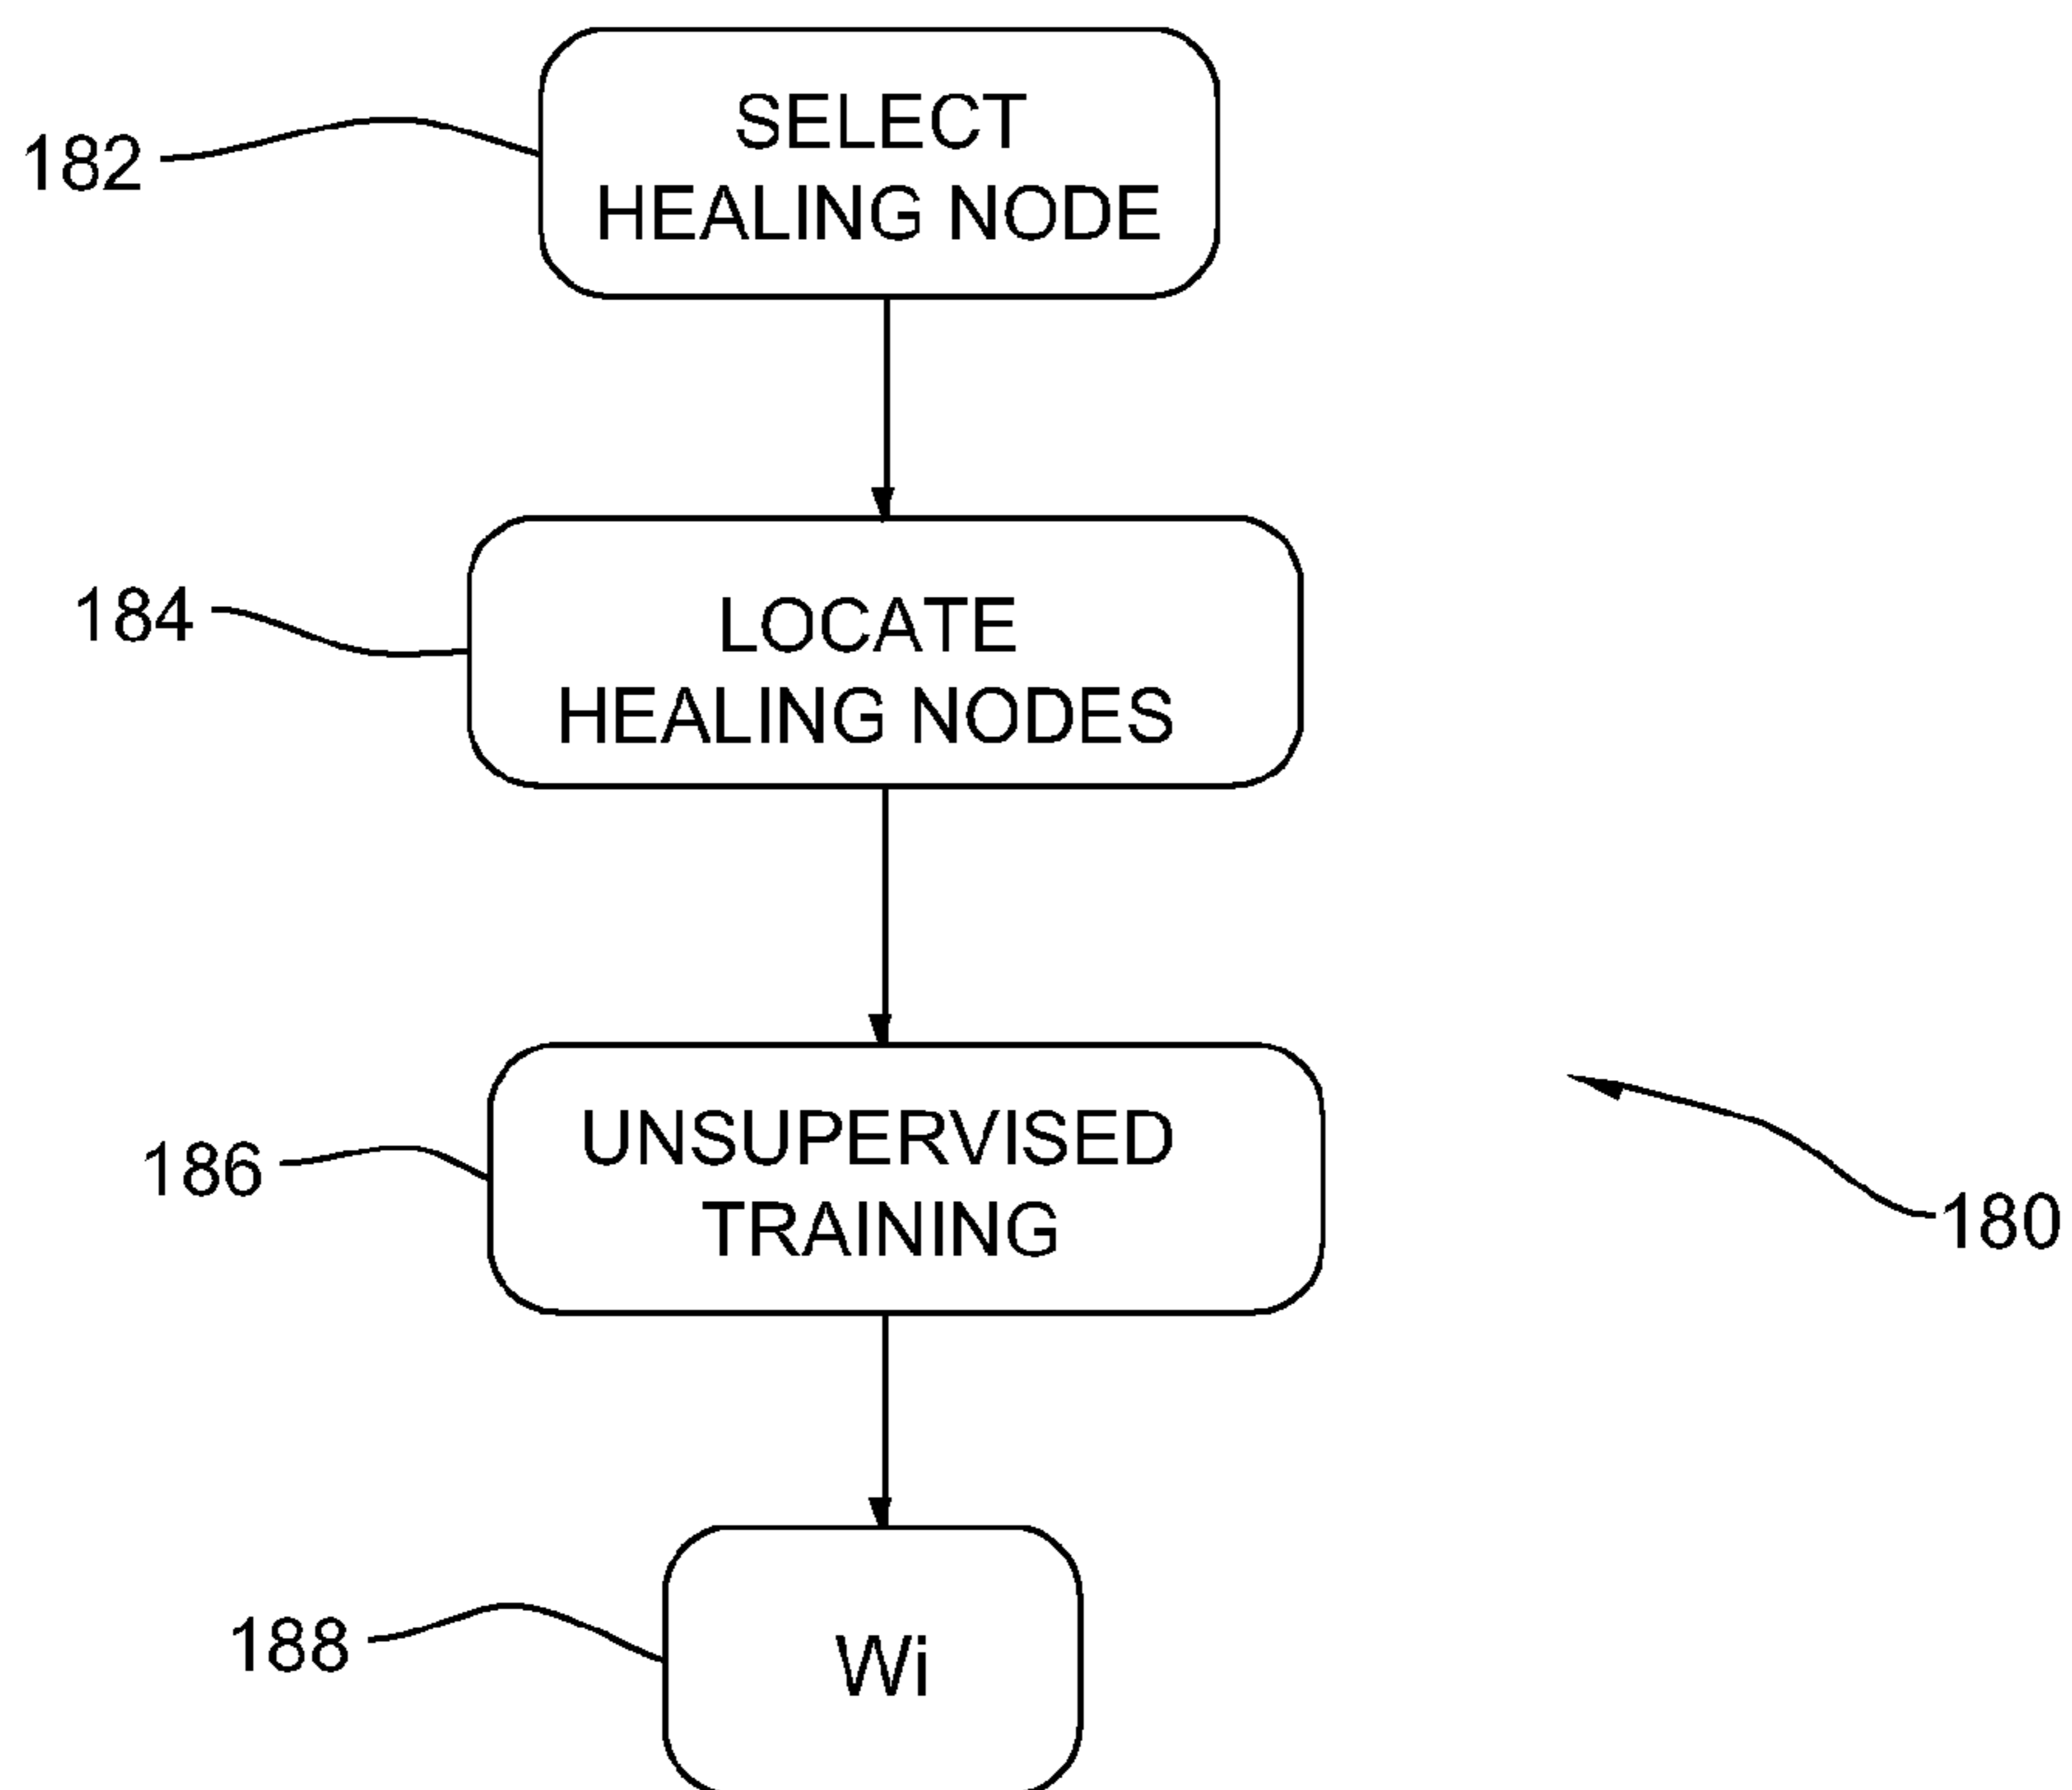 182
SELECT
HEALING NODE
184
LOCATE
HEALING NODES
186
UNSUPERVISED
TRAINING
180
188
Wi